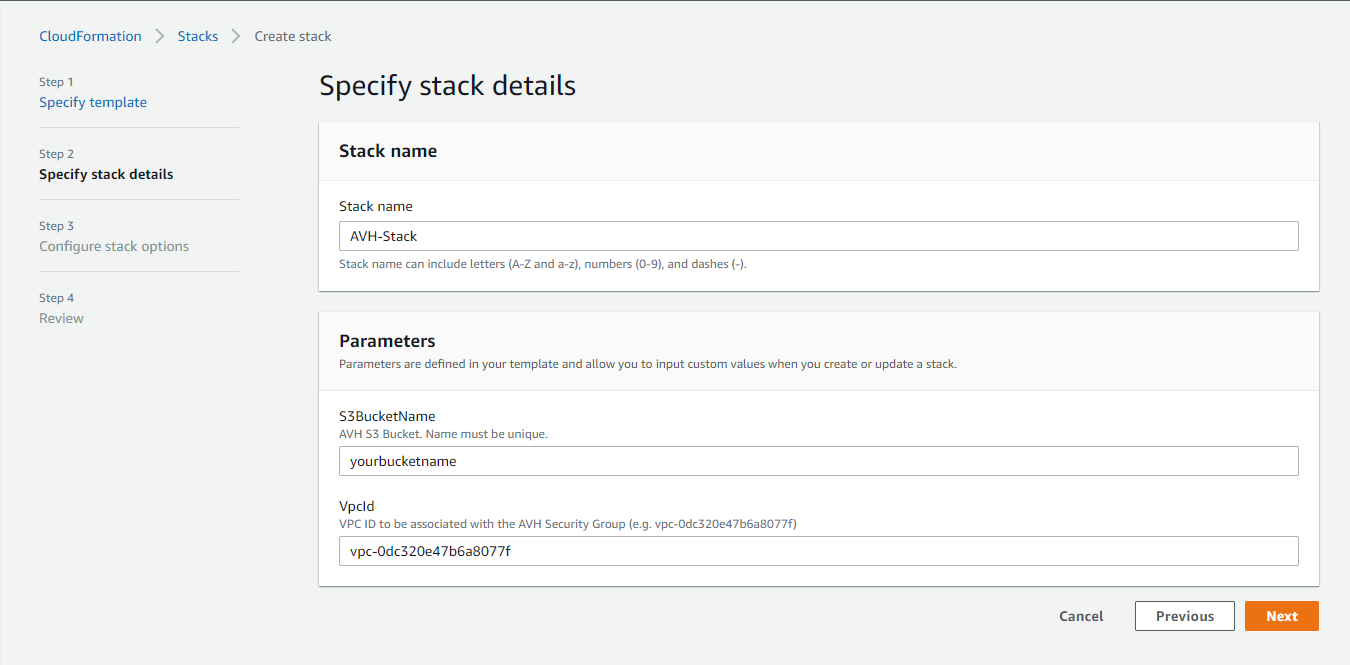 CloudFormation > Stacks > Create stack
Step 1
Specify template
Step 2
Specify stack details
Step 3
Configure stack options
Step 4
Review
Specify stack details
Stack name
Stack name
AVH-Stack
Stack name can include letters (A-Z and a-z), numbers (0-9), and dashes (-).
Parameters
Parameters are defined in your template and allow you to input custom values when you create or update a stack.
S3BucketName
AVH S3 Bucket. Name must be unique.
yourbucketname
VpcId
VPC ID to be associated with the AVH Security Group (e.g. vpc-0dc320e47b6a8077f)
vpc-0dc320e47b6a8077f
Cancel Previous Next